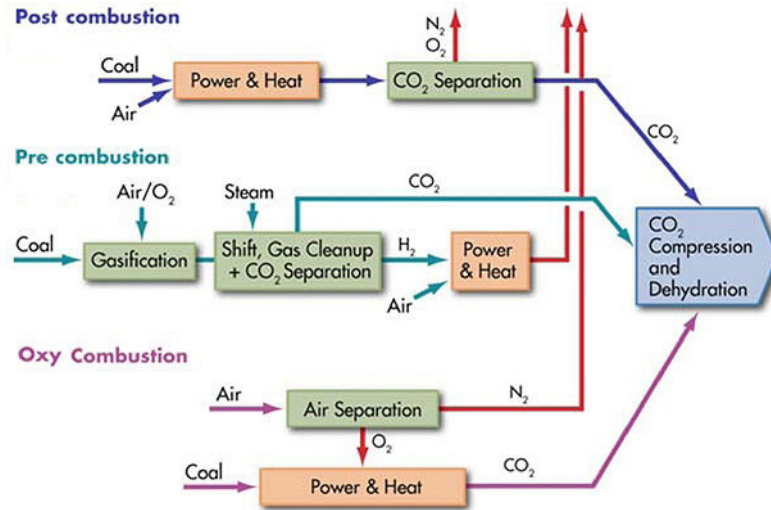 Post combustion
N₂
O₂
Coal
Air
Power & Heat
CO₂ Separation
CO₂
Pre combustion
Air/O₂
Steam
CO₂
Coal
Gasification
Shift, Gas Cleanup
+ CO₂ Separation
H₂
Air
Power
& Heat
CO₂
Compression
and
Dehydration
Oxy Combustion
Air
Air Separation
N₂
O₂
Coal
Power & Heat
CO₂